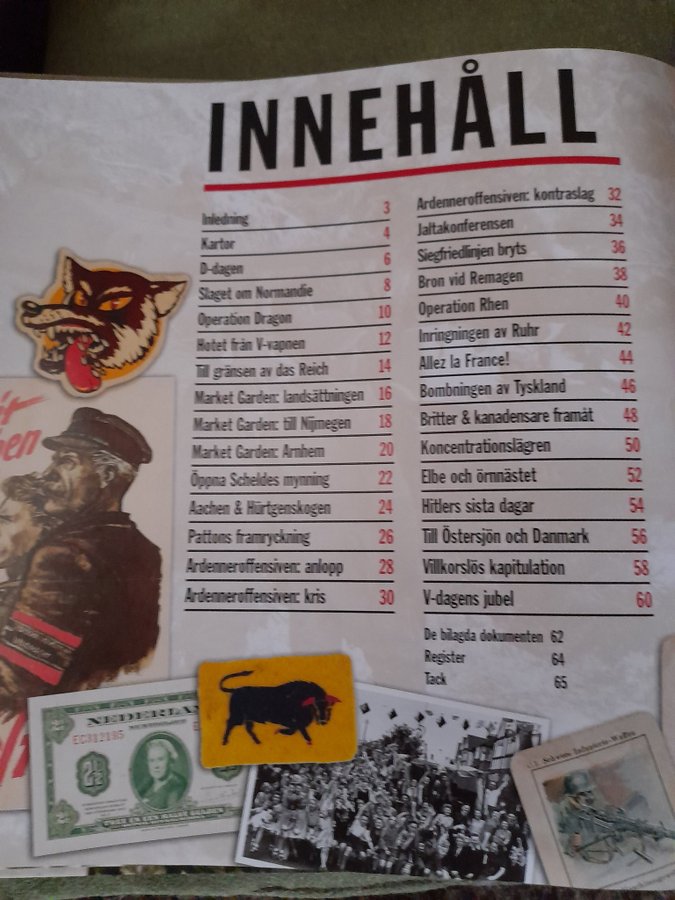 INNEHÅLL
Inledning 3
Kartor 4
D-dagen 6
Slaget om Normandie 8
Operation Dragon 10
Hotet från V-vapnen 12
Till gränsen av das Reich 14
Market Garden: landsättningen 16
Market Garden: till Nijmegen 18
Market Garden: Arnhem 20
Öppna Scheldes mynning 22
Aachen & Hürtgenskogen 24
Pattons framryckning 26
Ardenneroffensiven: anlopp 28
Ardenneroffensiven: kris 30
Ardenneroffensiven: kontraslag 32
Jaltakonferensen 34
Siegfriedlinjen bryts 36
Bron vid Remagen 38
Operation Rhen 40
Inringningen av Ruhr 42
Allez la France! 44
Bombningen av Tyskland 46
Britter & kanadensare framåt 48
Koncentrationslägren 50
Elbe och örnnästet 52
Hitlers sista dagar 54
Till Östersjön och Danmark 56
Villkorslös kapitulation 58
V-dagens jubel 60
De bilagda dokumenten 62
Register 64
Tack 65
2½
NEDERLAN
2½